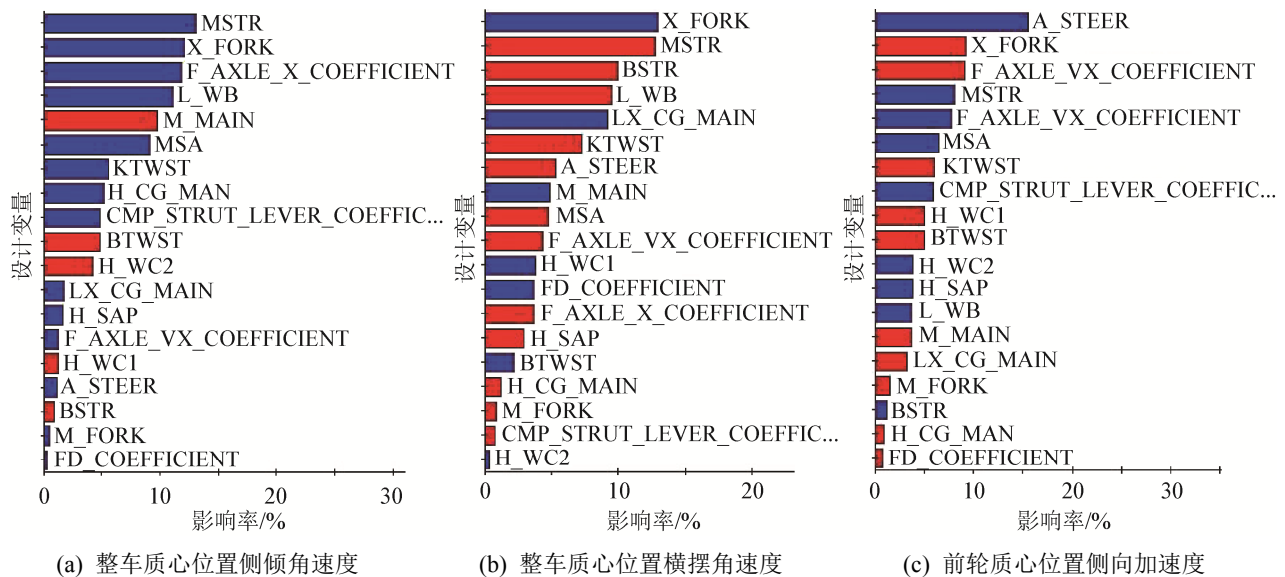 MSTR
X_FORK
F_AXLE_X_COEFFICIENT
L_WB
M_MAIN
MSA
KTWST
H_CG_MAN
CMP_STRUT_LEVER_COEFFIC...
BTWST
H_WC2
LX_CG_MAIN
H_SAP
F_AXLE_VX_COEFFICIENT
H_WC1
A_STEER
BSTR
M_FORK
FD_COEFFICIENT
设计变量
0 10 20 30
影响率/%
(a) 整车质心位置侧倾角速度
X_FORK
MSTR
BSTR
L_WB
LX_CG_MAIN
KTWST
A_STEER
M_MAIN
MSA
F_AXLE_VX_COEFFICIENT
H_WC1
FD_COEFFICIENT
F_AXLE_X_COEFFICIENT
H_SAP
BTWST
H_CG_MAIN
M_FORK
CMP_STRUT_LEVER_COEFFIC...
H_WC2
设计变量
0 10 20
影响率/%
(b) 整车质心位置横摆角速度
A_STEER
X_FORK
F_AXLE_VX_COEFFICIENT
MSTR
F_AXLE_VX_COEFFICIENT
MSA
KTWST
CMP_STRUT_LEVER_COEFFIC...
H_WC1
BTWST
H_WC2
H_SAP
L_WB
M_MAIN
LX_CG_MAIN
M_FORK
BSTR
H_CG_MAN
FD_COEFFICIENT
设计变量
0 10 20 30
影响率/%
(c) 前轮质心位置侧向加速度